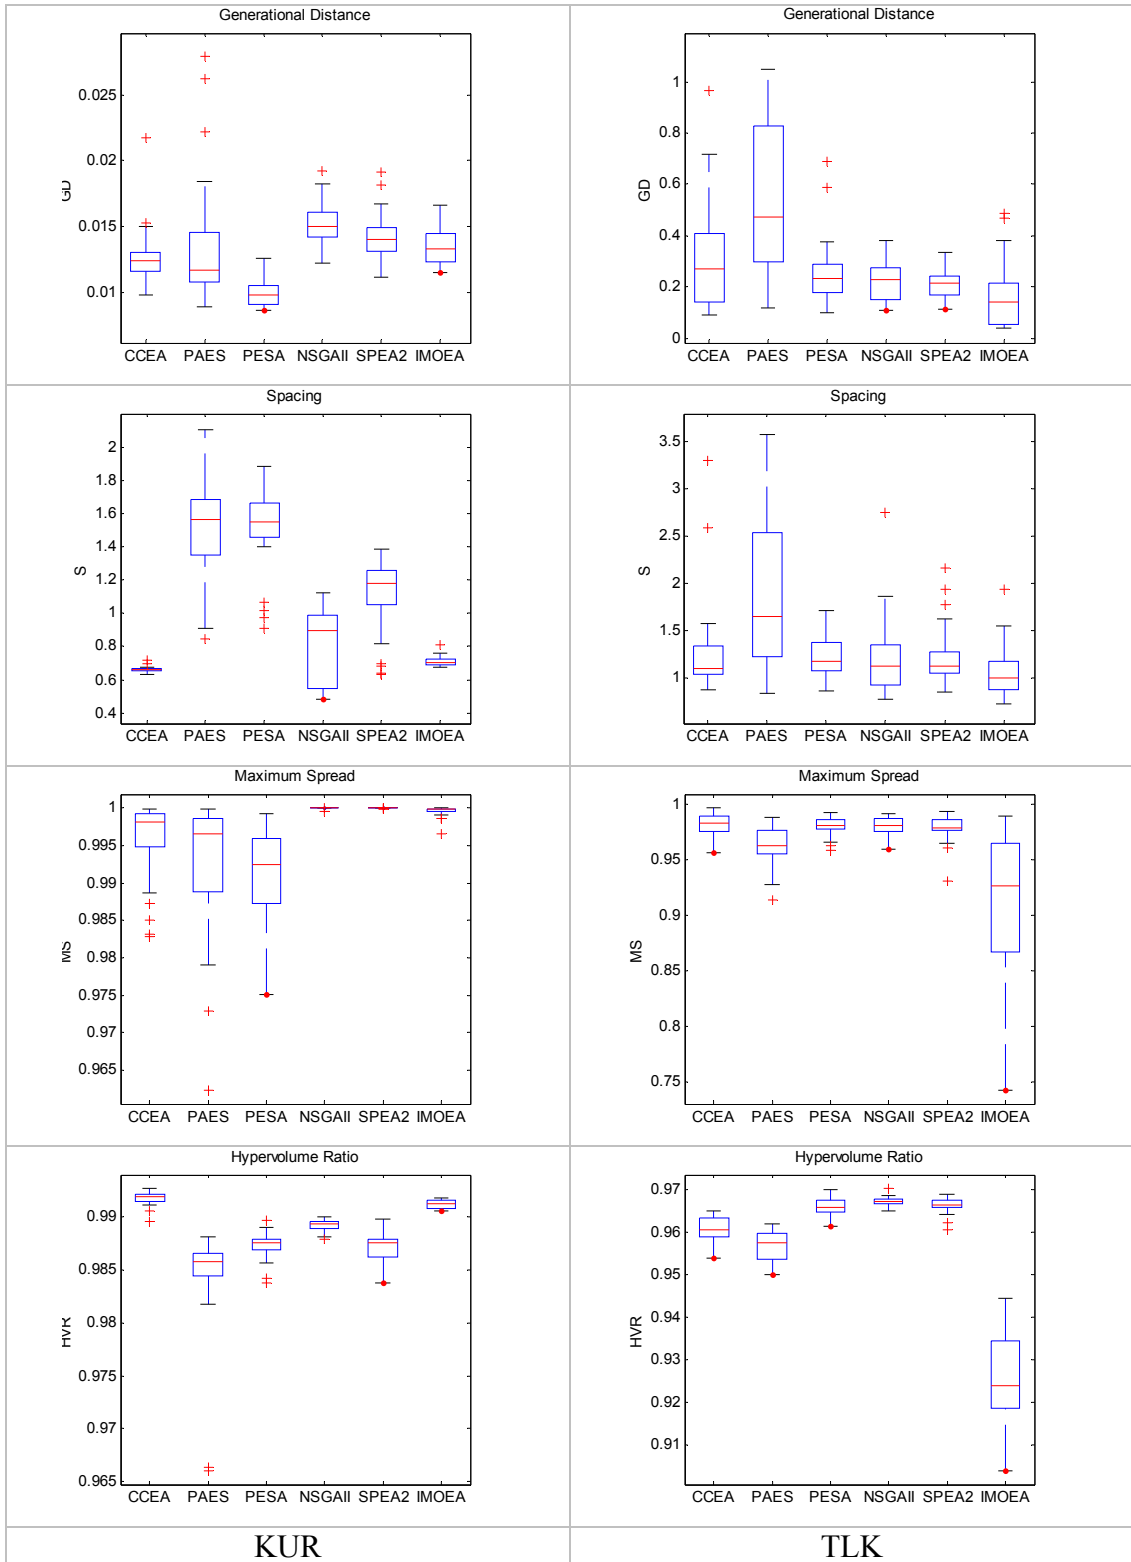 Generational Distance
0.025
0.02
0.015
0.01
GD
CCEA PAES PESA NSGAII SPEA2 IMOEA
Generational Distance
1
0.8
0.6
0.4
0.2
0
GD
CCEA PAES PESA NSGAII SPEA2 IMOEA
Spacing
2
1.8
1.6
1.4
1.2
1
0.8
0.6
0.4
S
CCEA PAES PESA NSGAII SPEA2 IMOEA
Spacing
3.5
3
2.5
2
1.5
1
S
CCEA PAES PESA NSGAII SPEA2 IMOEA
Maximum Spread
1
0.995
0.99
0.985
0.98
0.975
0.97
0.965
MS
CCEA PAES PESA NSGAII SPEA2 IMOEA
Maximum Spread
1
0.95
0.9
0.85
0.8
0.75
MS
CCEA PAES PESA NSGAII SPEA2 IMOEA
Hypervolume Ratio
0.99
0.985
0.98
0.975
0.97
0.965
HVR
CCEA PAES PESA NSGAII SPEA2 IMOEA
Hypervolume Ratio
0.97
0.96
0.95
0.94
0.93
0.92
0.91
HVR
CCEA PAES PESA NSGAII SPEA2 IMOEA
KUR
TLK